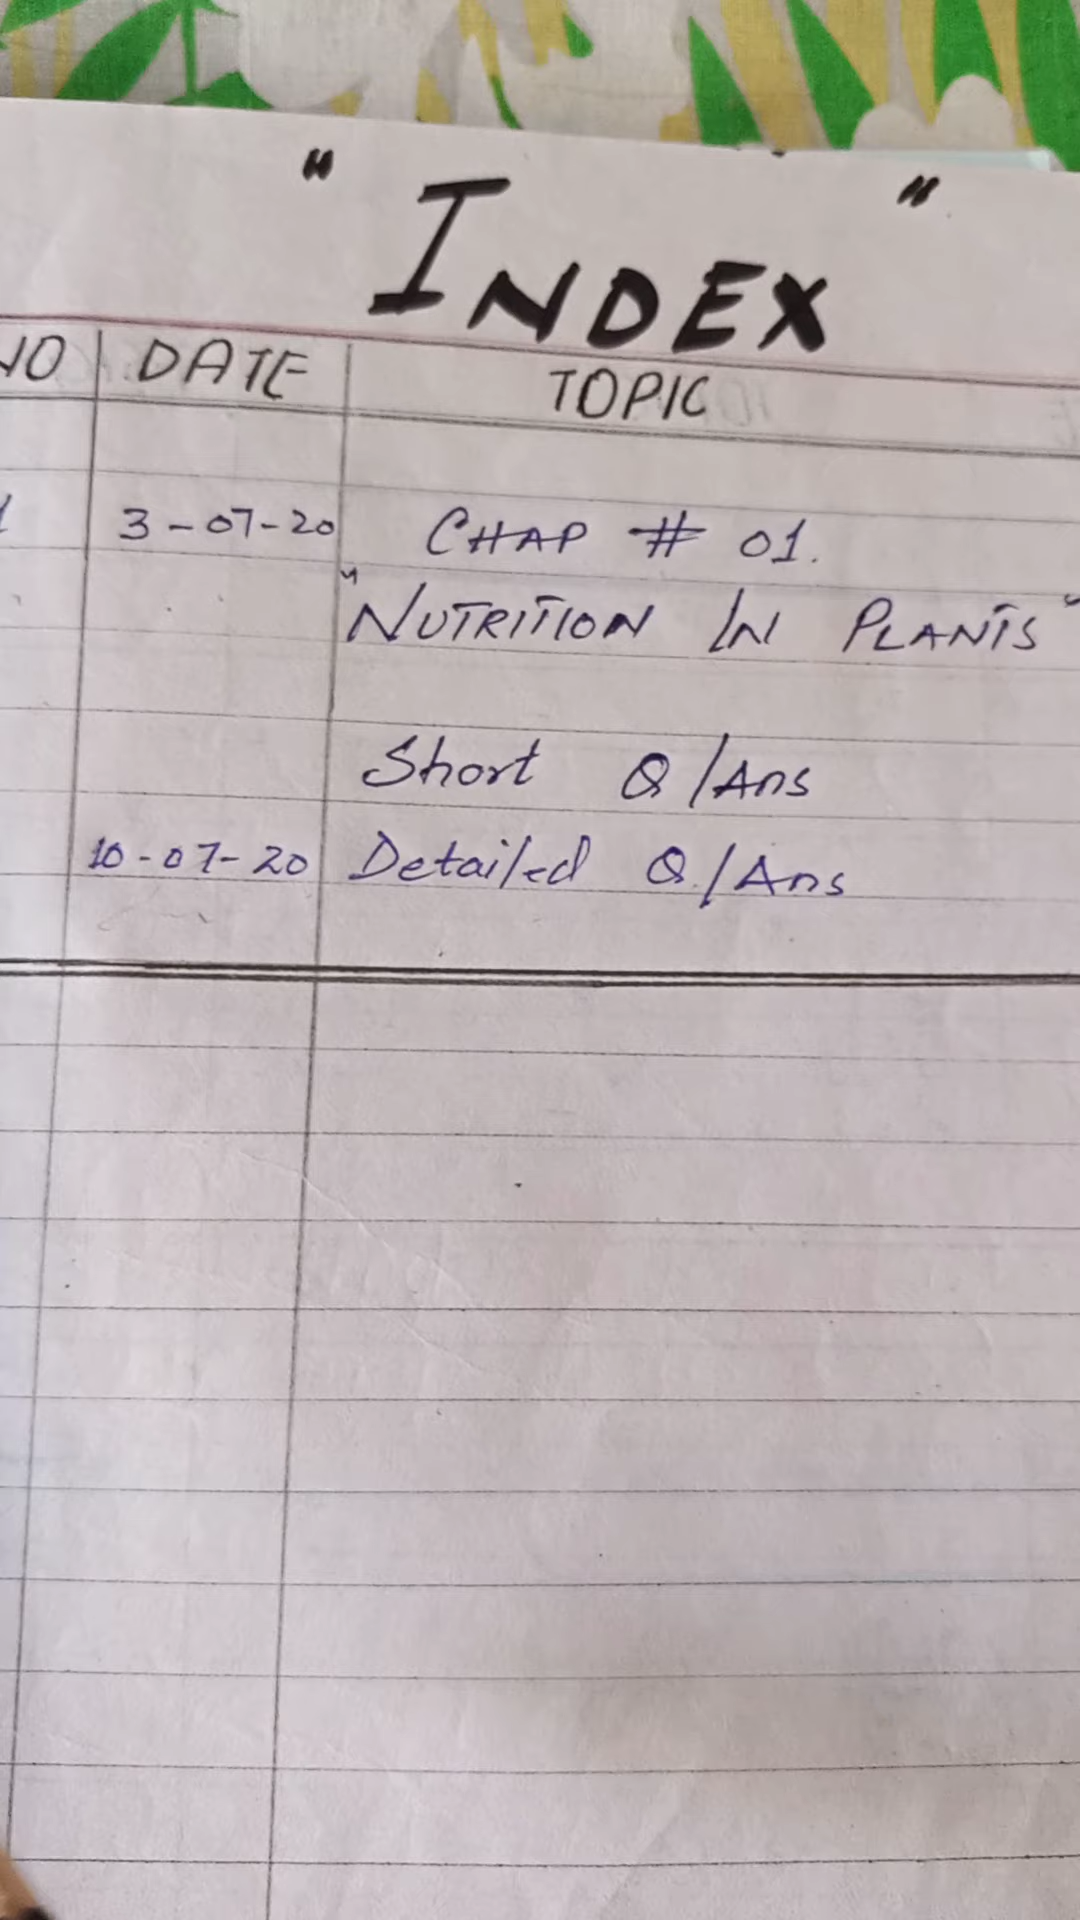 " INDEX "
NO DATE TOPIC
1 3-07-20 CHAP # 01.
"NUTRITION IN PLANTS"
Short Q/Ans
10-07-20 Detailed Q/Ans